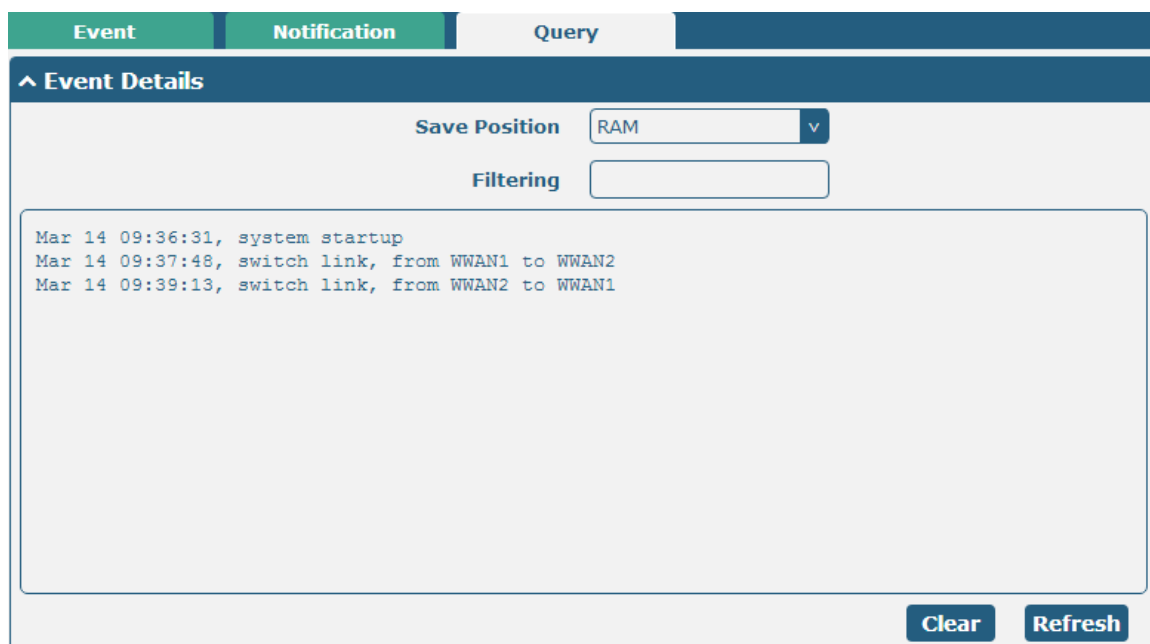 Event Notification Query
Event Details
Save Position RAM
Filtering
Mar 14 09:36:31, system startup
Mar 14 09:37:48, switch link, from WWAN1 to WWAN2
Mar 14 09:39:13, switch link, from WWAN2 to WWAN1
Clear Refresh